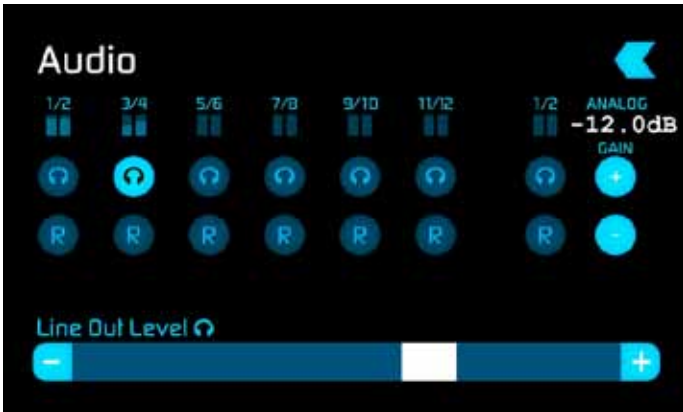 Audio
1/2 3/4 5/6 7/8 9/10 11/12 1/2 ANALOG
-12.0dB
GAIN
+
R R R R R R R -
Line Out Level
- +